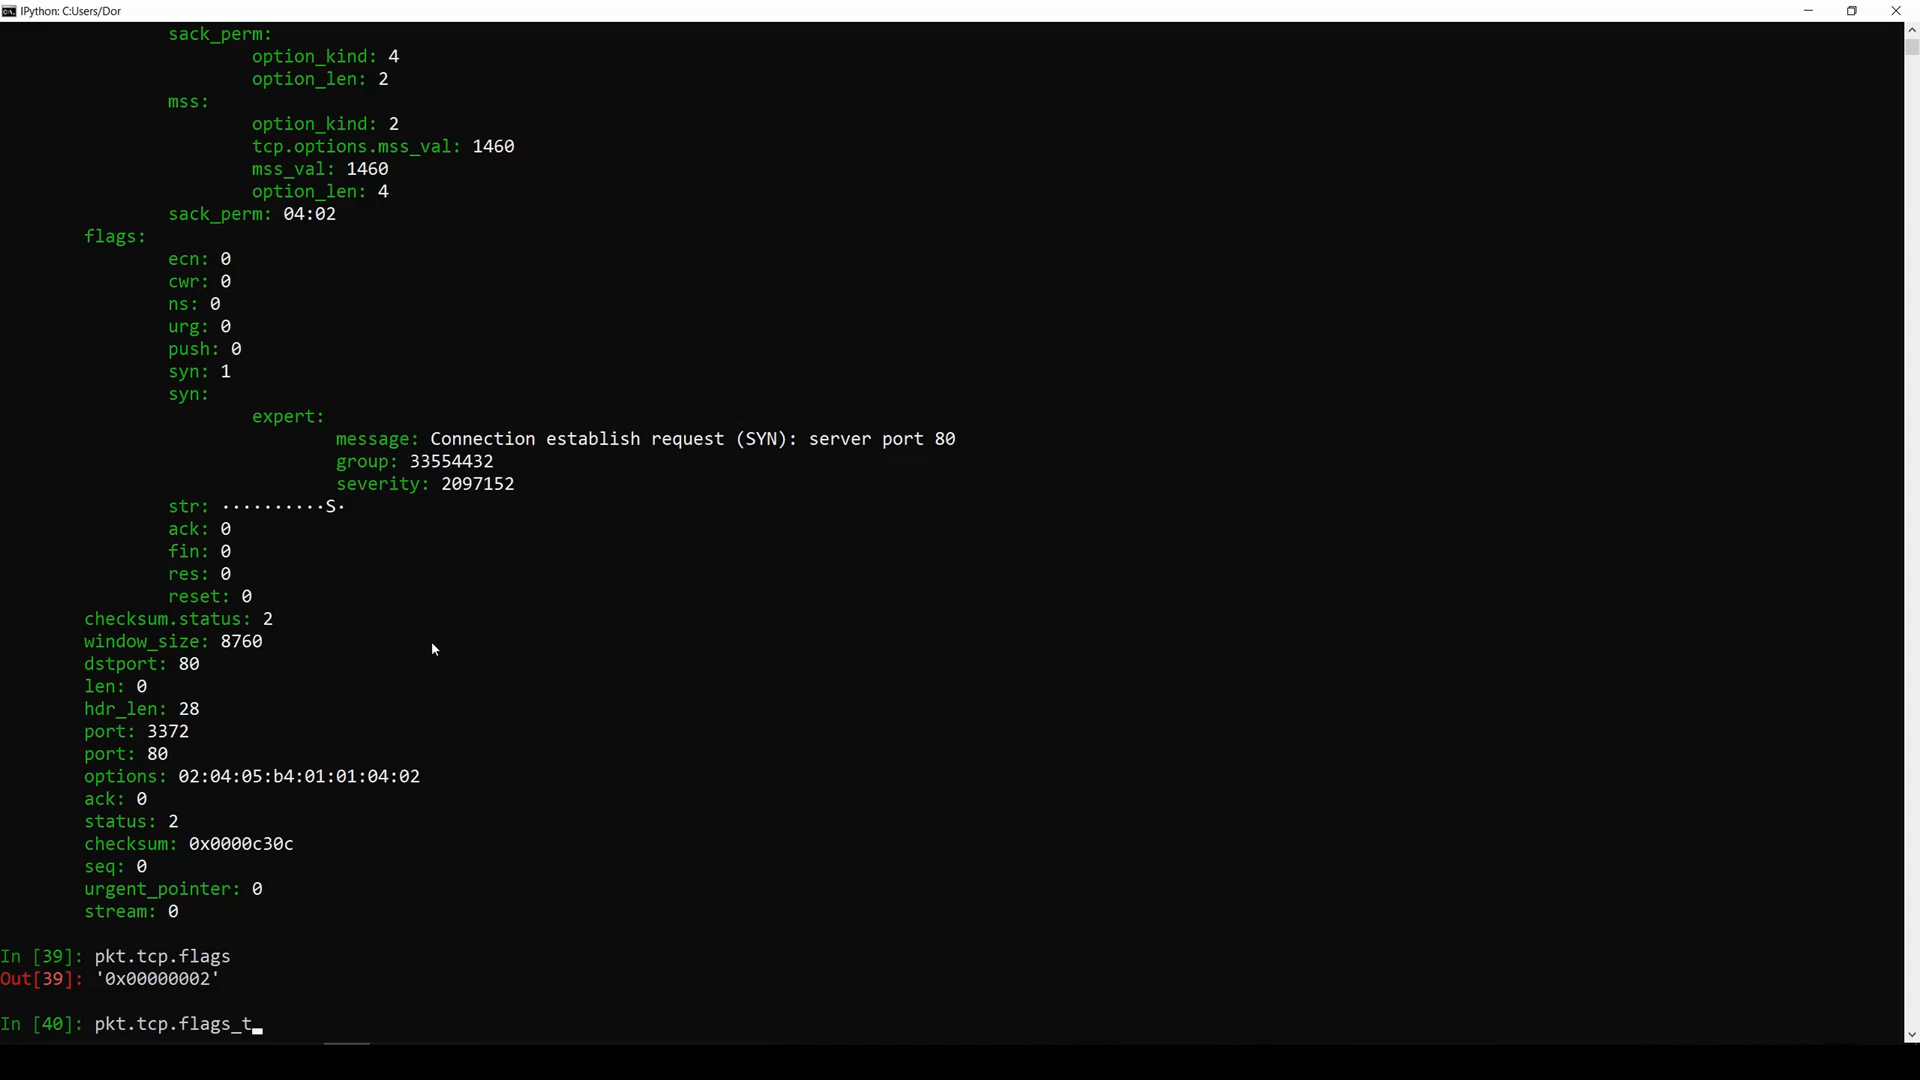 IPython: C:Users/Dor
sack_perm:
option_kind: 4
option_len: 2
mss:
option_kind: 2
tcp.options.mss_val: 1460
mss_val: 1460
option_len: 4
sack_perm: 04:02
flags:
ecn: 0
cwr: 0
ns: 0
urg: 0
push: 0
syn: 1
syn:
expert:
message: Connection establish request (SYN): server port 80
group: 33554432
severity: 2097152
str: ··········S·
ack: 0
fin: 0
res: 0
reset: 0
checksum.status: 2
window_size: 8760
dstport: 80
len: 0
hdr_len: 28
port: 3372
port: 80
options: 02:04:05:b4:01:01:04:02
ack: 0
status: 2
checksum: 0x0000c30c
seq: 0
urgent_pointer: 0
stream: 0
In [39]: pkt.tcp.flags
Out[39]: '0x00000002'
In [40]: pkt.tcp.flags_t